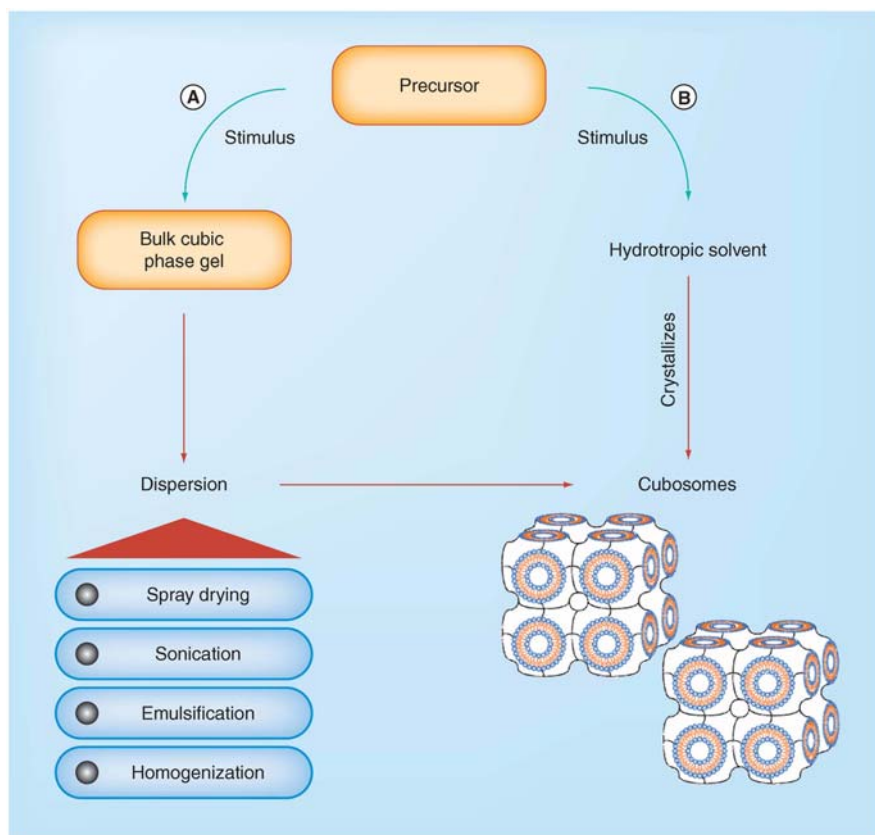 Precursor
A
B
Stimulus
Stimulus
Bulk cubic
phase gel
Hydrotropic solvent
Crystallizes
Dispersion
Cubosomes
Spray drying
Sonication
Emulsification
Homogenization